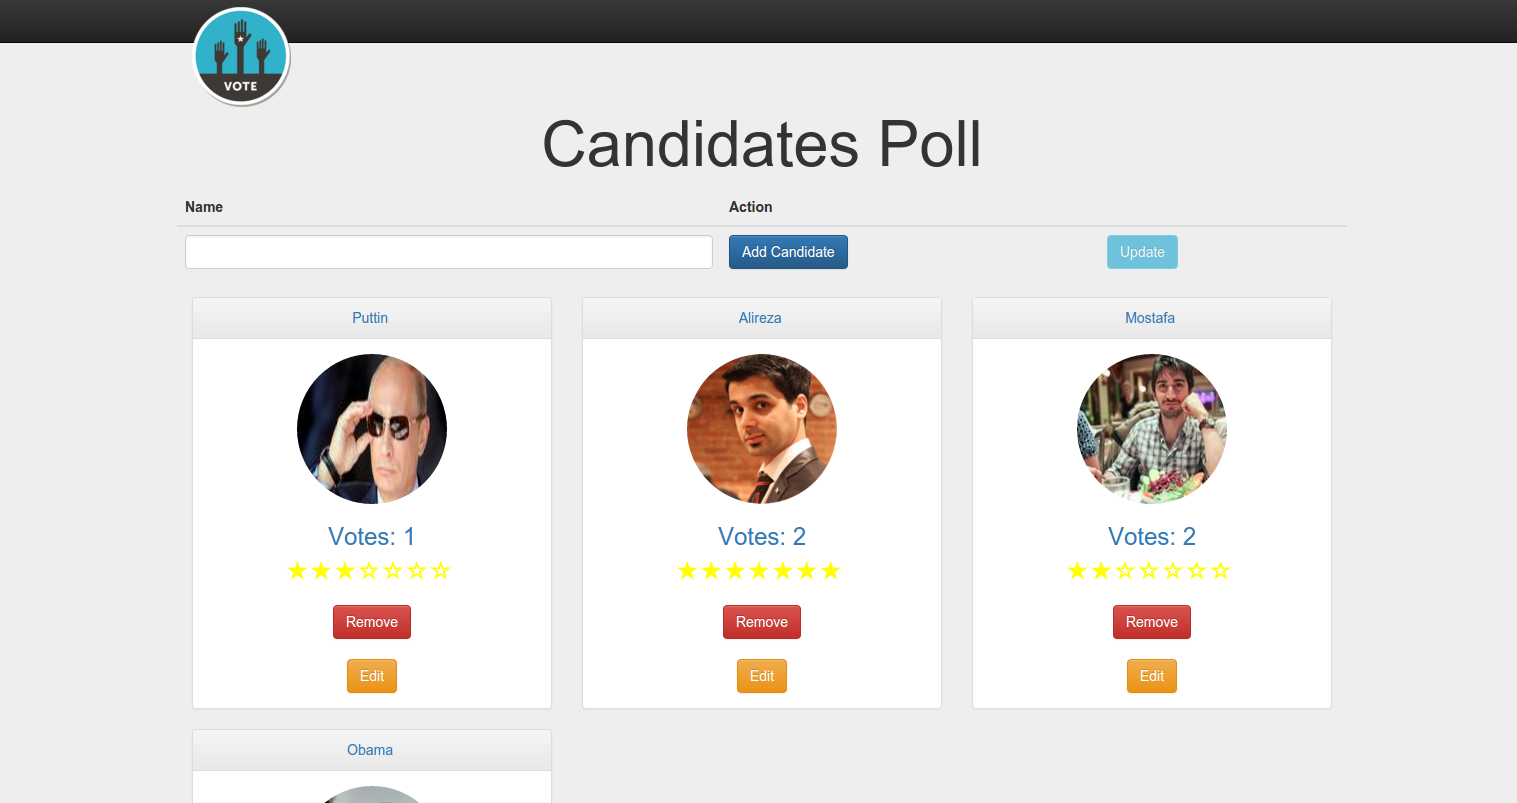 VOTE
Candidates Poll
Name Action
Add Candidate Update
Puttin Alireza Mostafa
Votes: 1 Votes: 2 Votes: 2
Remove Remove Remove
Edit Edit Edit
Obama